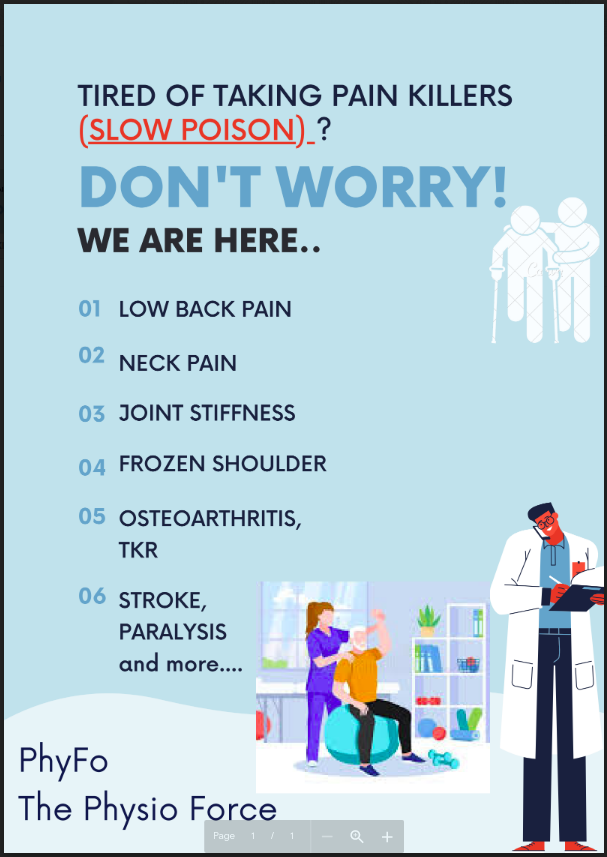 TIRED OF TAKING PAIN KILLERS
(SLOW POISON) ?
DON'T WORRY!
WE ARE HERE..
01 LOW BACK PAIN
02 NECK PAIN
03 JOINT STIFFNESS
04 FROZEN SHOULDER
05 OSTEOARTHRITIS,
TKR
06 STROKE,
PARALYSIS
and more....
PhyFo
The Physio Force
Page 1 / 1